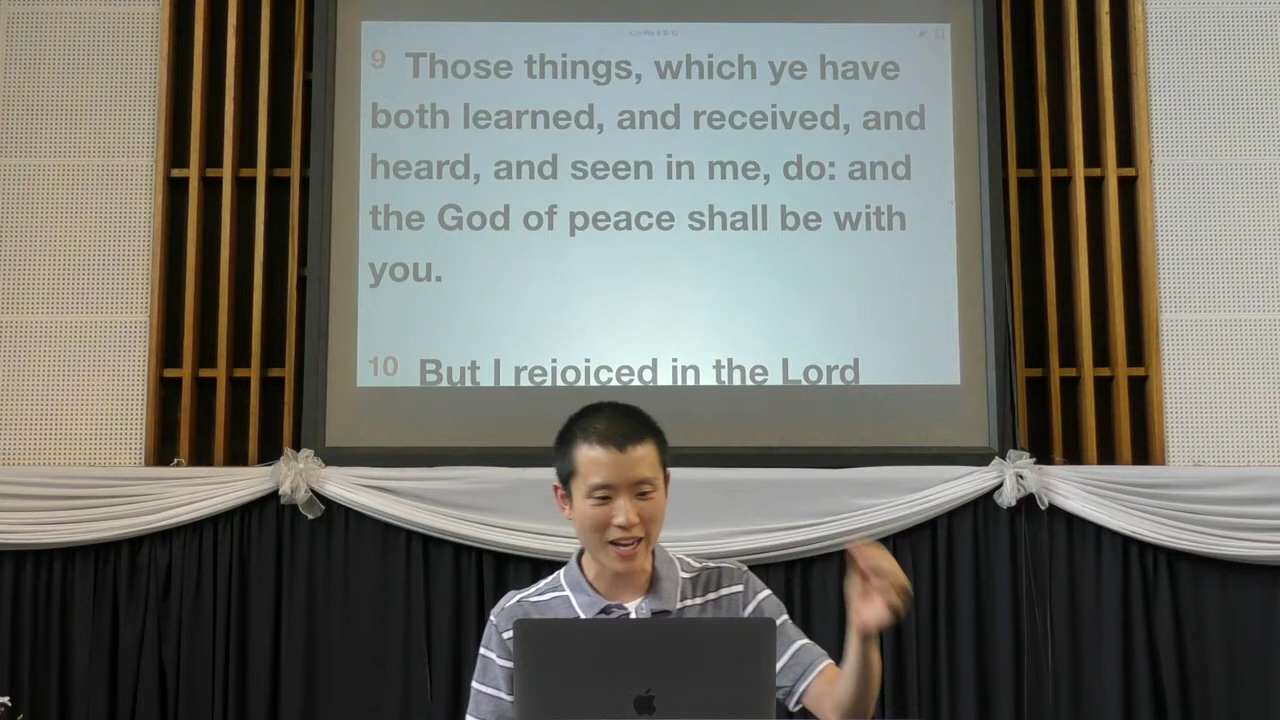 9 Those things, which ye have
both learned, and received, and
heard, and seen in me, do: and
the God of peace shall be with
you.
10 But I rejoiced in the Lord